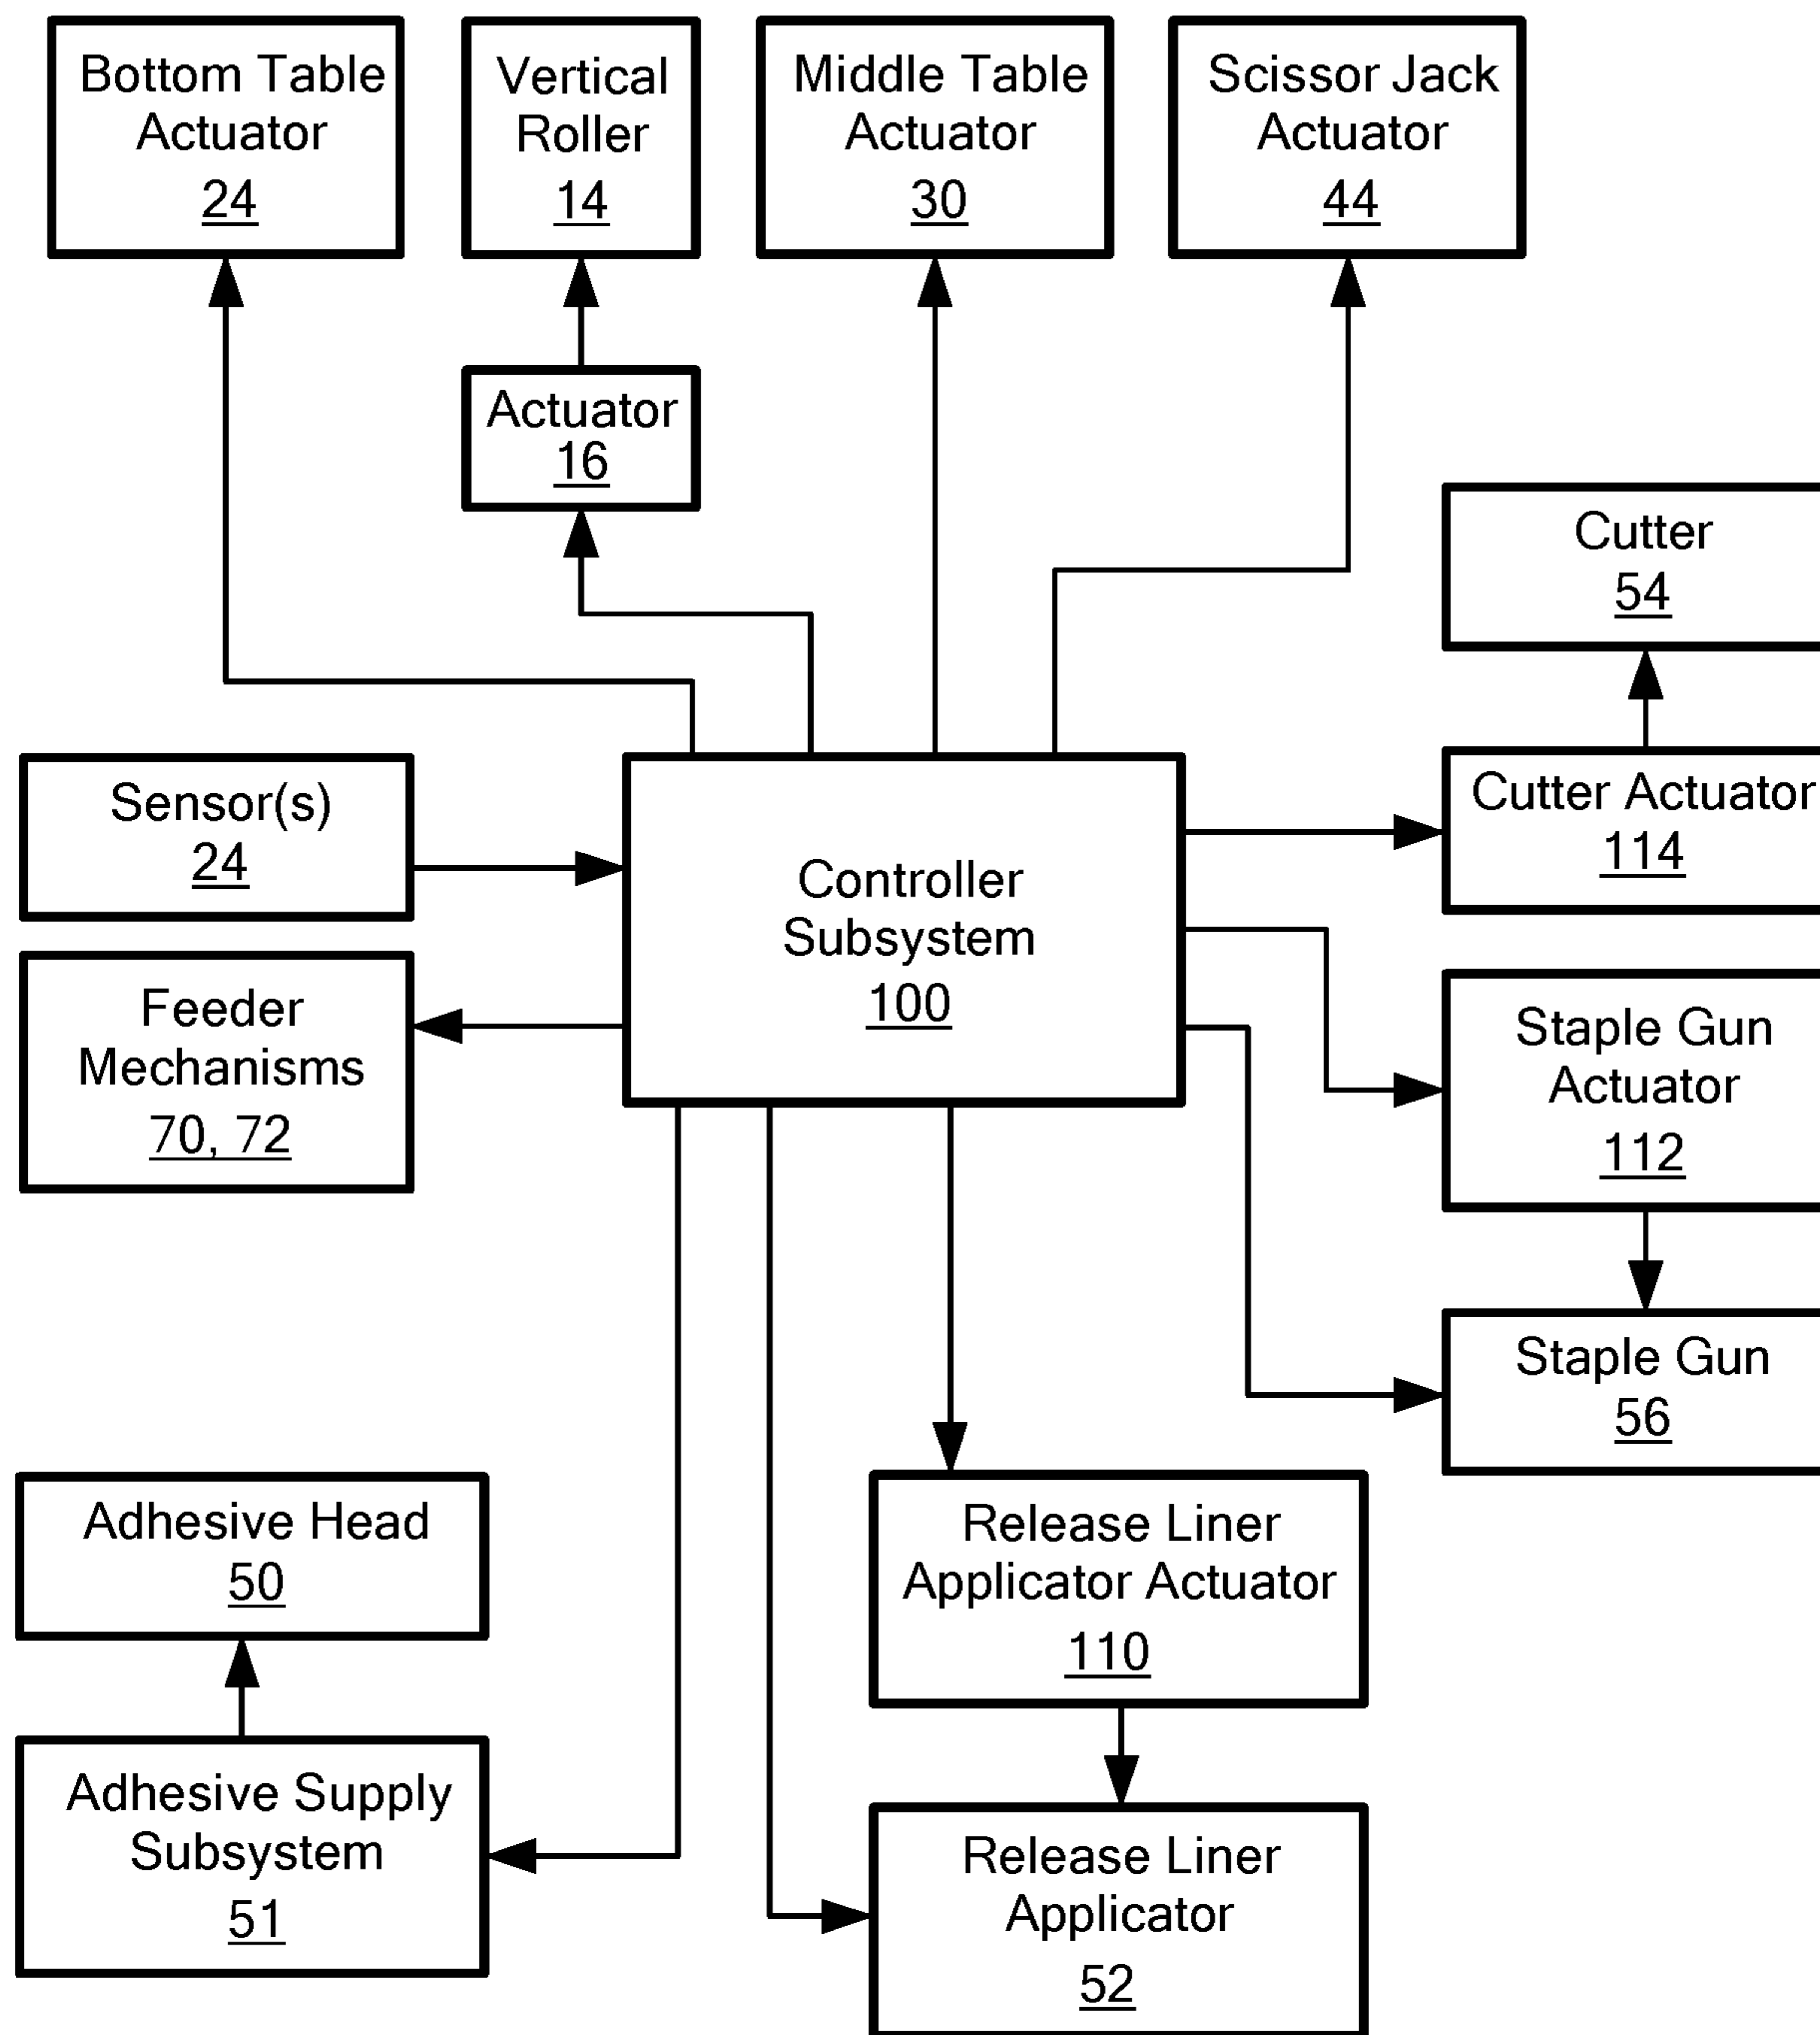 Bottom Table
Actuator
24
Vertical
Roller
14
Middle Table
Actuator
30
Scissor Jack
Actuator
44
Actuator
16
Cutter
54
Sensor(s)
24
Controller
Subsystem
100
Cutter Actuator
114
Feeder
Mechanisms
70, 72
Staple Gun
Actuator
112
Staple Gun
56
Adhesive Head
50
Release Liner
Applicator Actuator
110
Adhesive Supply
Subsystem
51
Release Liner
Applicator
52